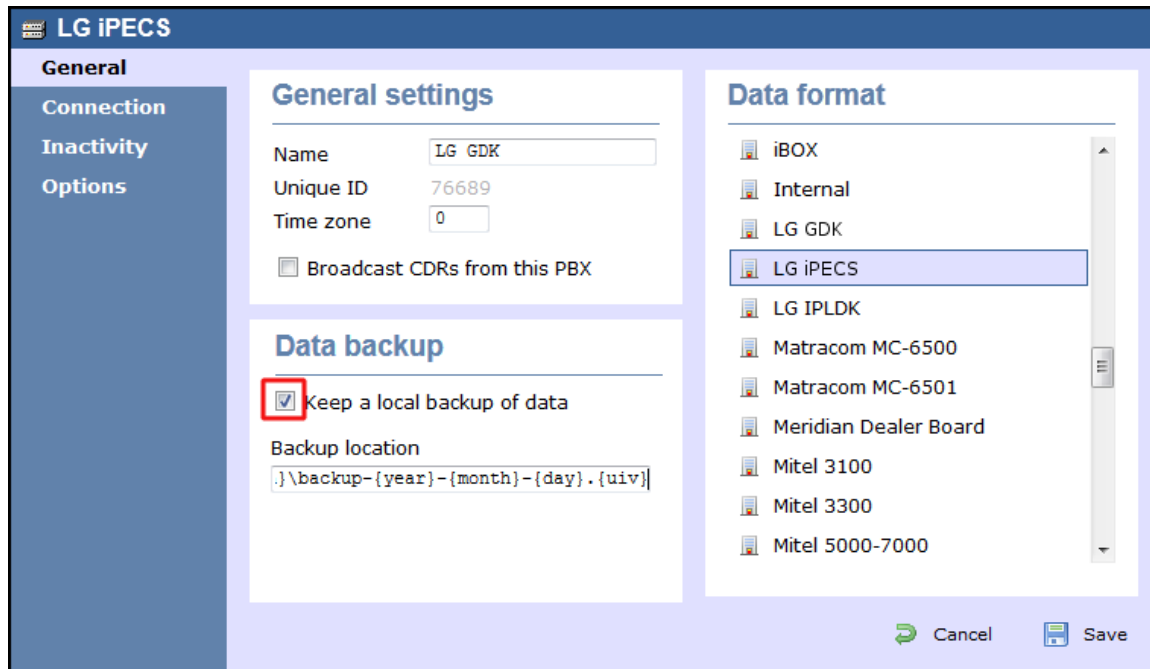 LG iPECS
General
Connection
Inactivity
Options
General settings
Name LG GDK
Unique ID 76689
Time zone 0
Broadcast CDRs from this PBX
Data backup
Keep a local backup of data
Backup location
.}\backup-{year}-{month}-{day}.{uiv}
Data format
iBOX
Internal
LG GDK
LG iPECS
LG IPLDK
Matracom MC-6500
Matracom MC-6501
Meridian Dealer Board
Mitel 3100
Mitel 3300
Mitel 5000-7000
Cancel Save